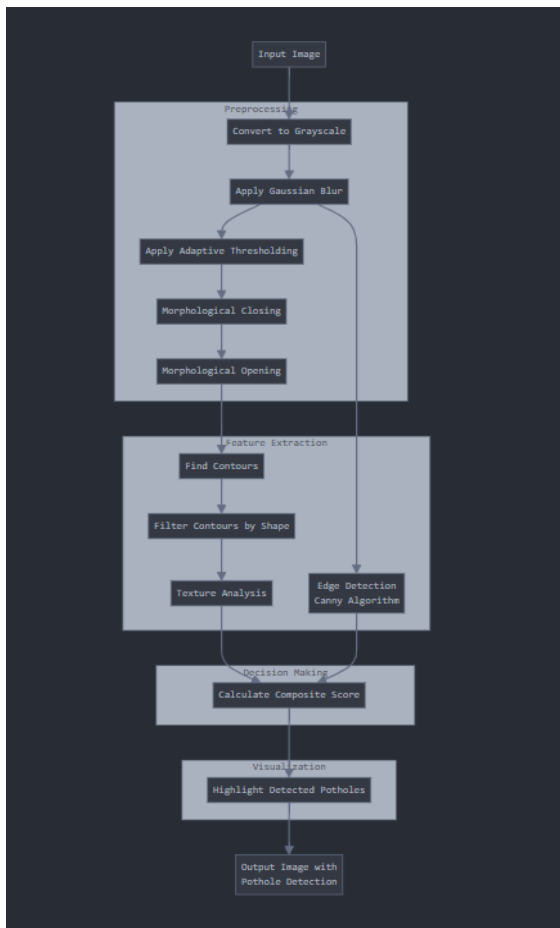 Input Image
Preprocessing
Convert to Grayscale
Apply Gaussian Blur
Apply Adaptive Thresholding
Morphological Closing
Morphological Opening
Feature Extraction
Find Contours
Filter Contours by Shape
Texture Analysis
Edge Detection
Canny Algorithm
Decision Making
Calculate Composite Score
Visualization
Highlight Detected Potholes
Output Image with
Pothole Detection